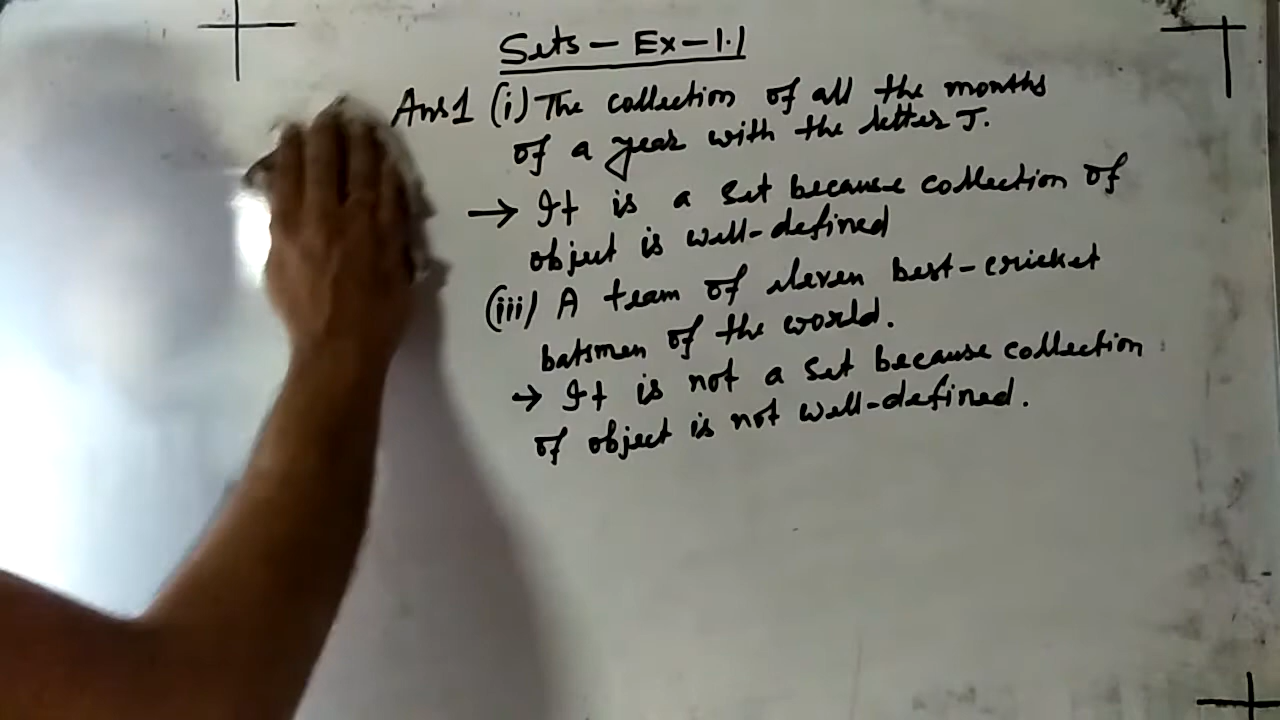 Sets - Ex - 1.1
Ans 1 (i) The collection of all the months
of a year with the letter J.
→ It is a set because collection of
object is well-defined
(iii) A team of eleven best-cricket
batsmen of the world.
→ It is not a set because collection
of object is not well-defined.